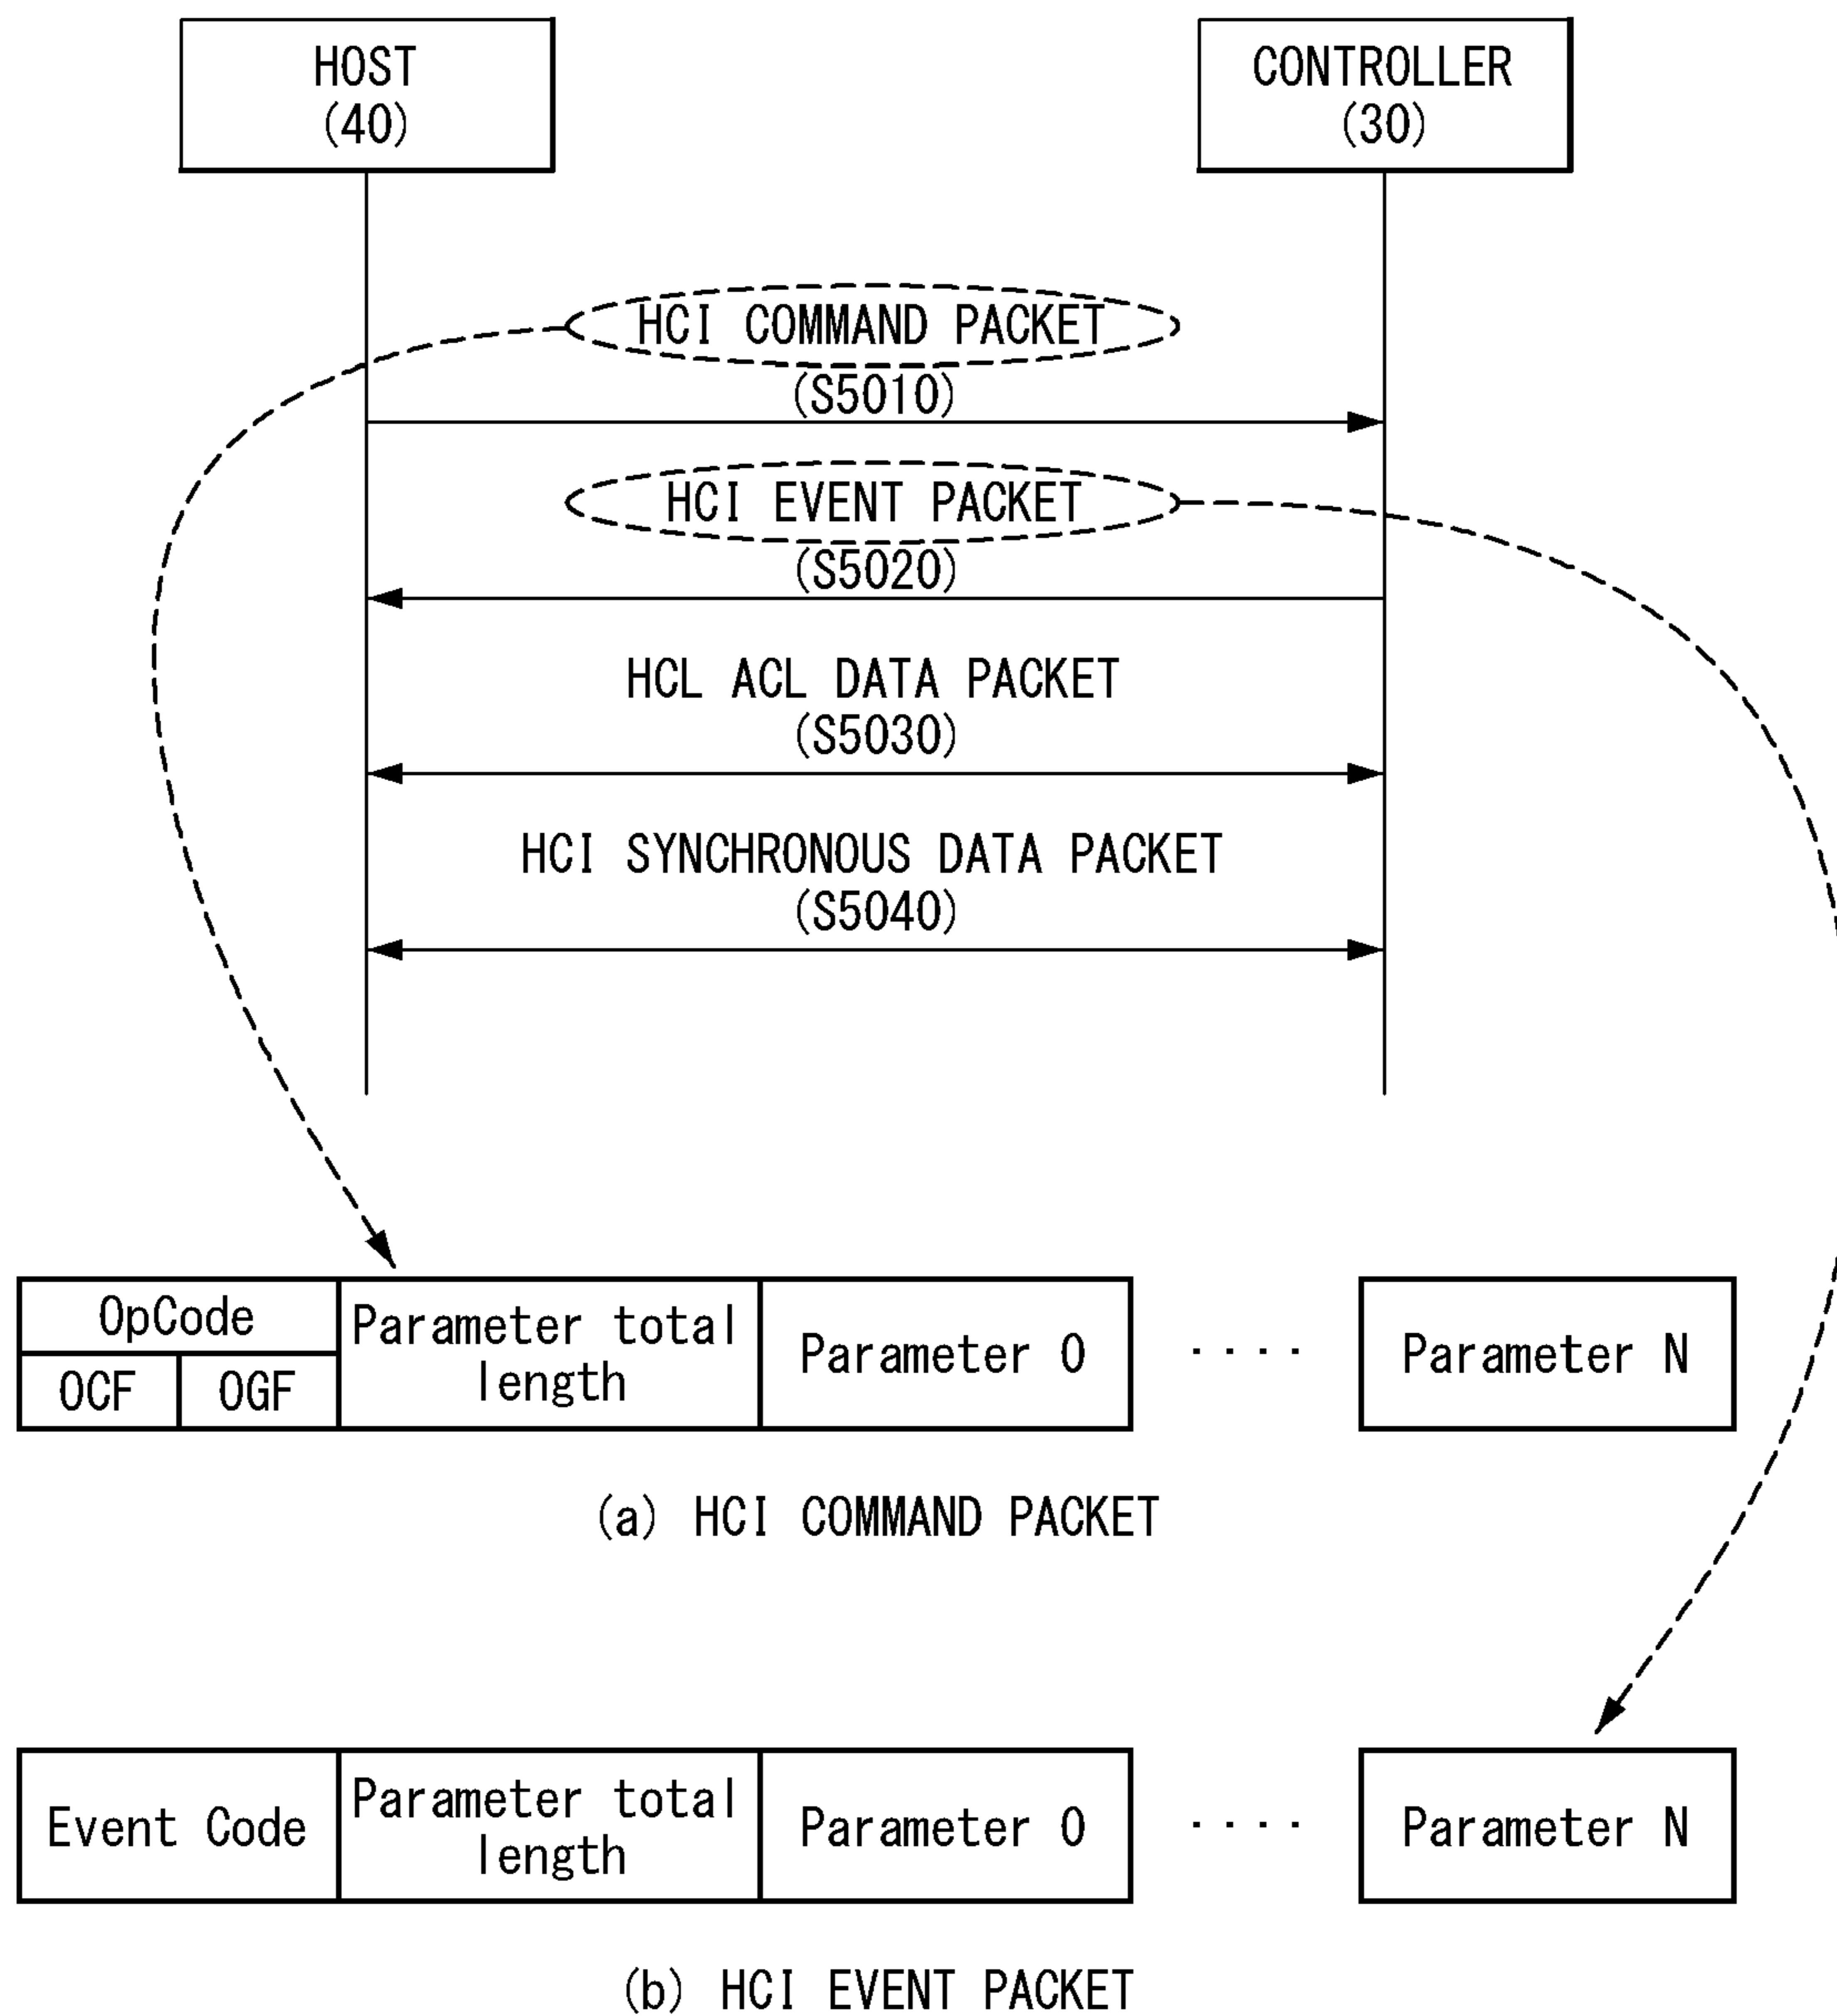 HOST
(40)
CONTROLLER
(30)
HCI COMMAND PACKET
(S5010)
HCI EVENT PACKET
(S5020)
HCL ACL DATA PACKET
(S5030)
HCI SYNCHRONOUS DATA PACKET
(S5040)
OpCode
OCF
OGF
Parameter total
length
Parameter 0
····
Parameter N
(a) HCI COMMAND PACKET
Event Code
Parameter total
length
Parameter 0
····
Parameter N
(b) HCI EVENT PACKET